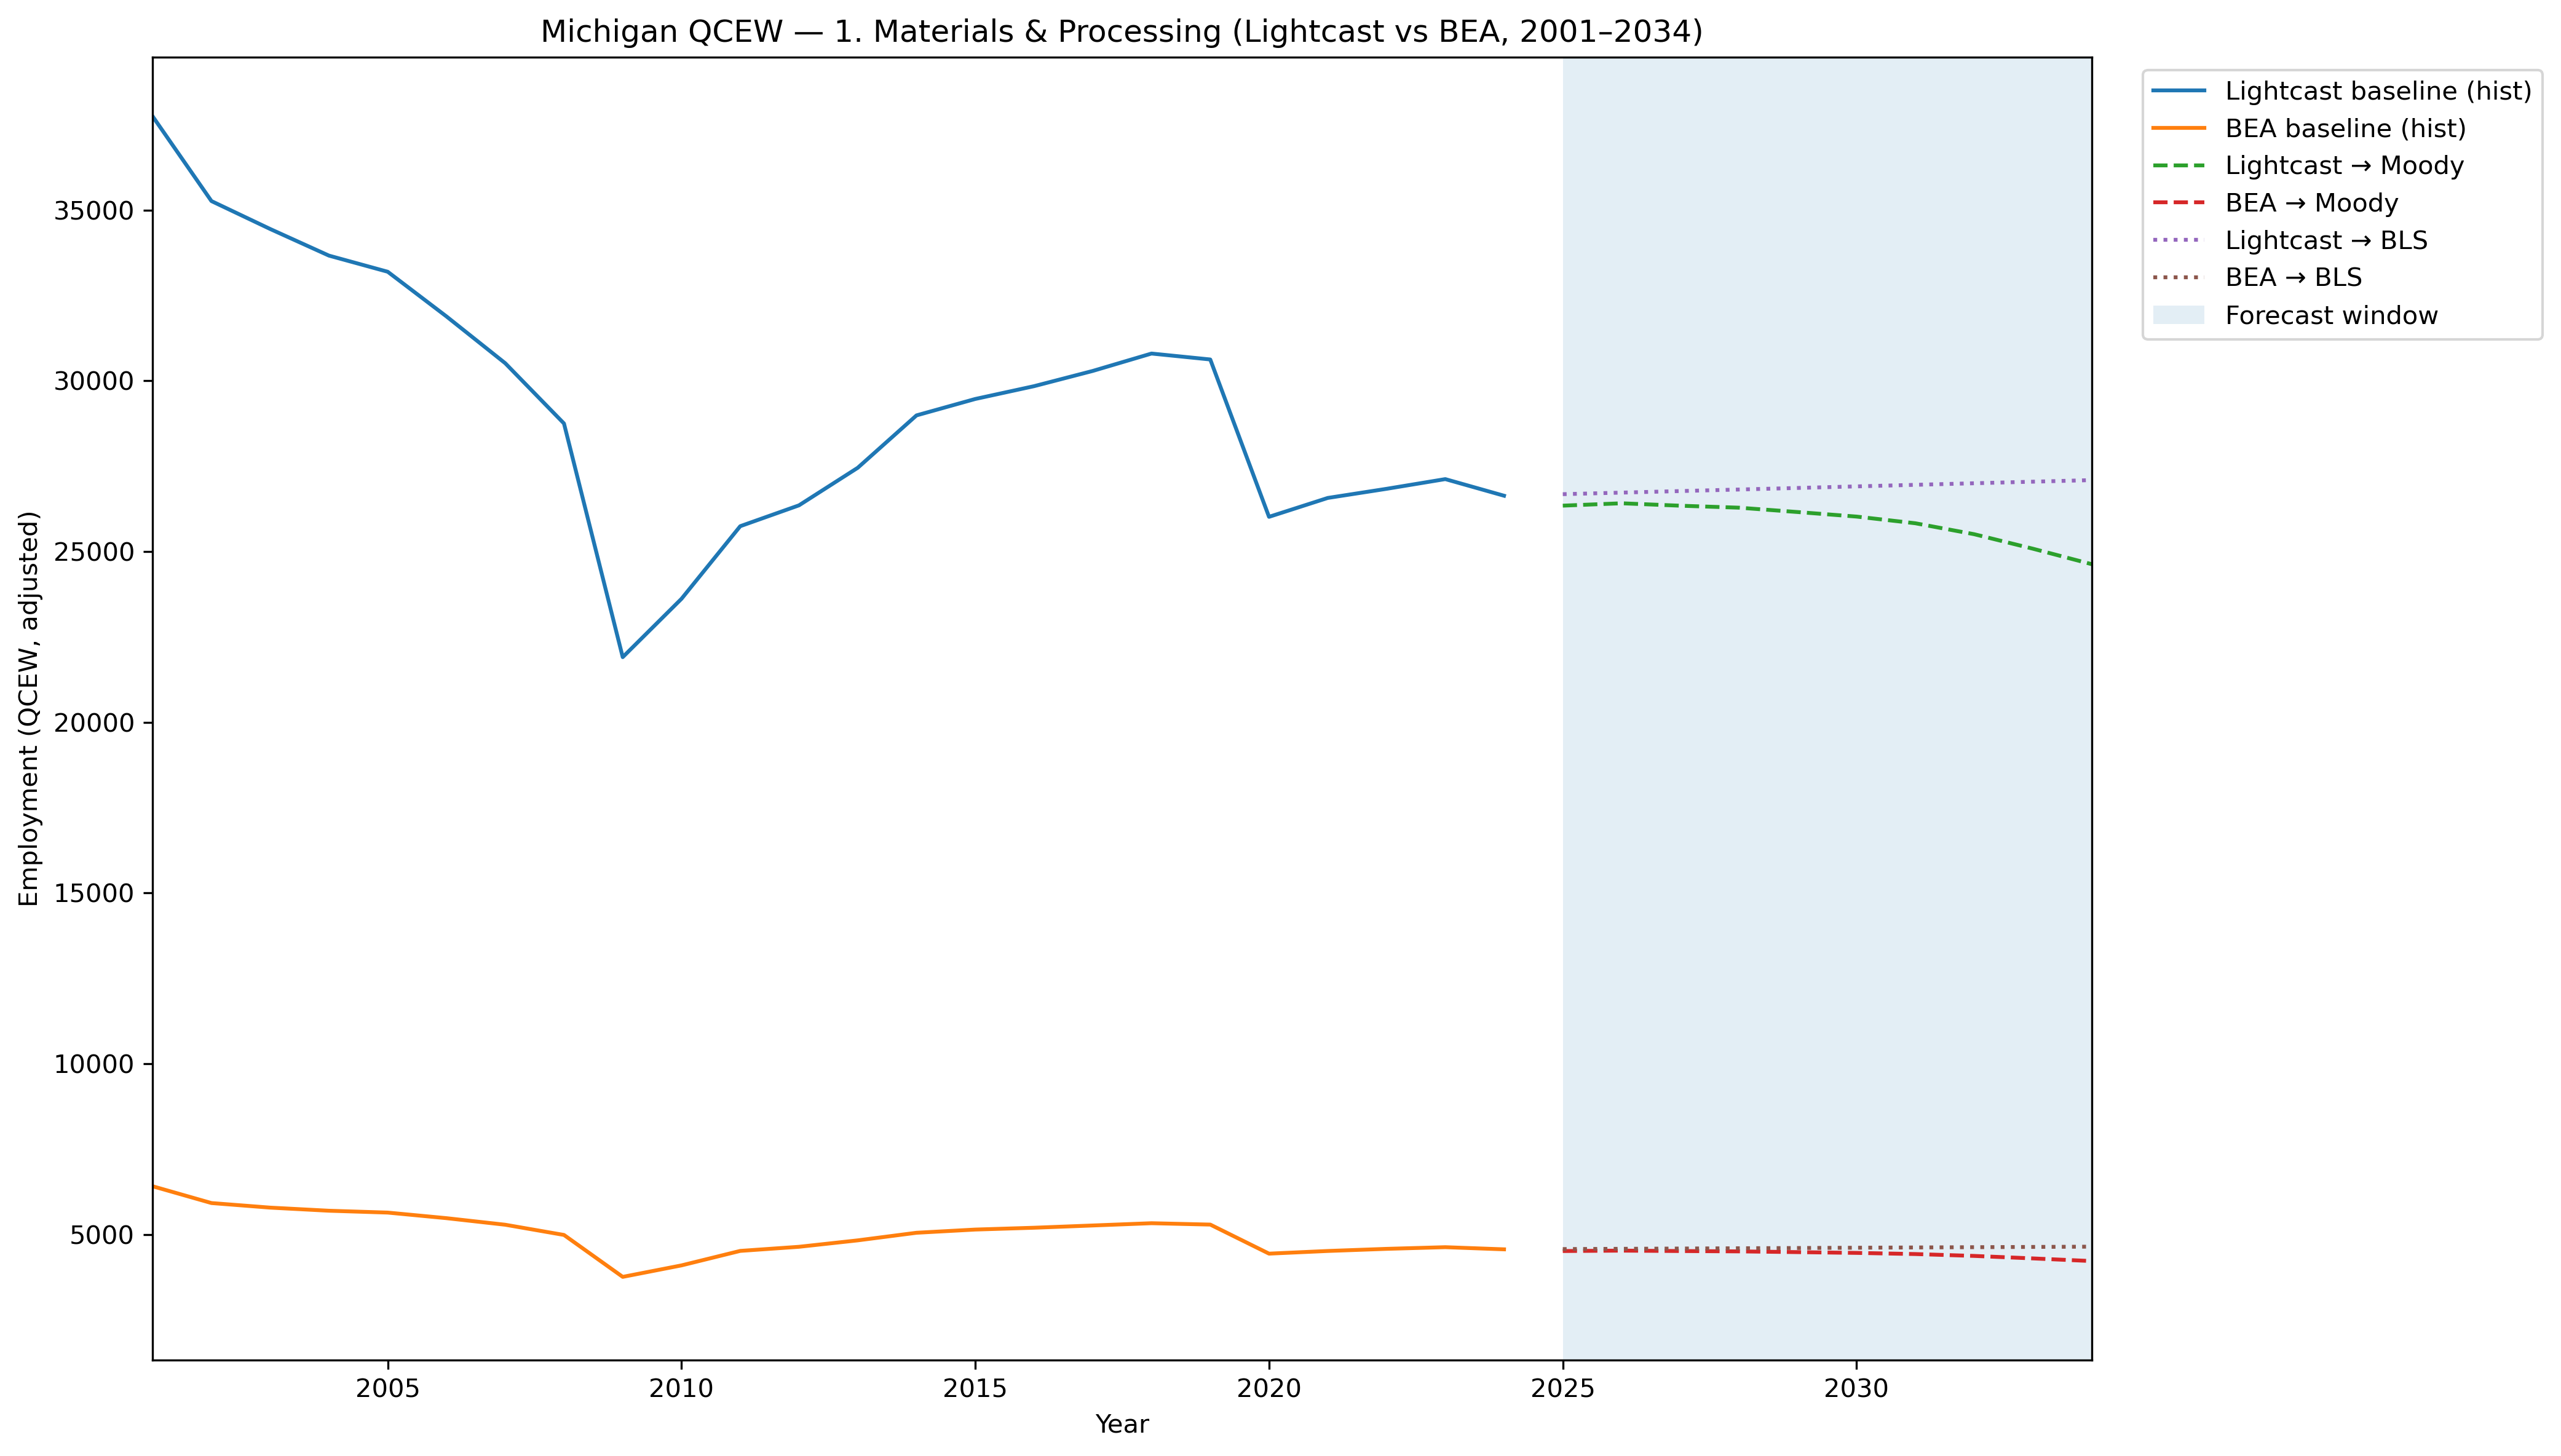 Michigan QCEW — 1. Materials & Processing (Lightcast vs BEA, 2001–2034)
Lightcast baseline (hist)
BEA baseline (hist)
Lightcast → Moody
BEA → Moody
Lightcast → BLS
BEA → BLS
Forecast window
Employment (QCEW, adjusted)
35000
30000
25000
20000
15000
10000
5000
2005 2010 2015 2020 2025 2030
Year